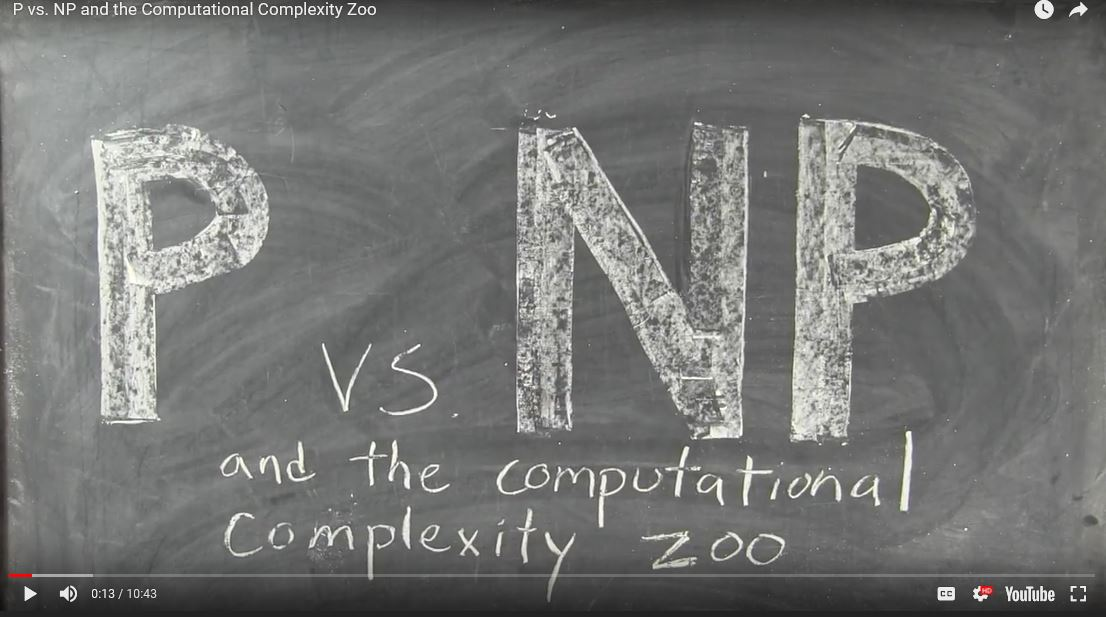 P vs. NP and the Computational Complexity Zoo
P vs. NP
and the computational
Complexity zoo
0:13 / 10:43
CC
HD
YouTube